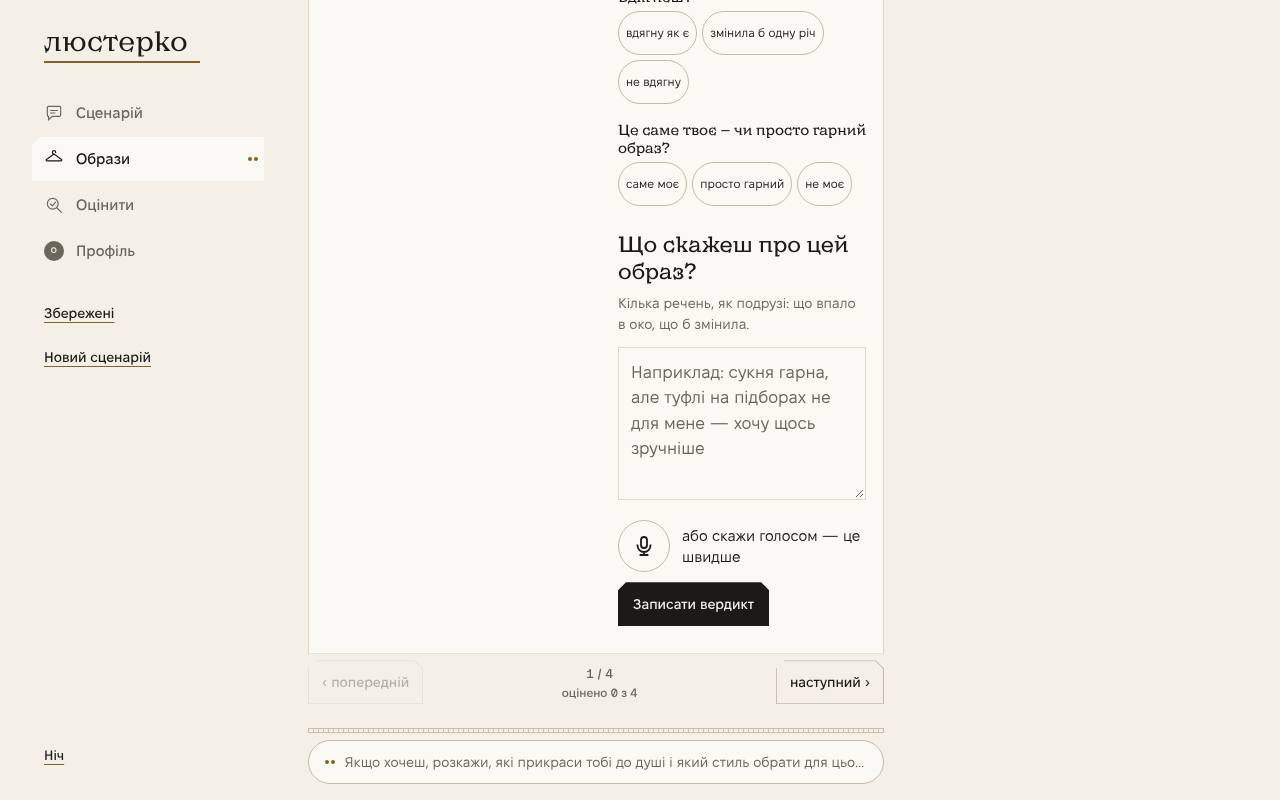 люстерко
Сценарій
Образи
Оцінити
Профіль
Збережені
Новий сценарій
Ніч
вдягну як є
змінила б одну річ
не вдягну
Це саме твоє – чи просто гарний
образ?
саме моє
просто гарний
не моє
Що скажеш про цей
образ?
Кілька речень, як подрузі: що впало
в око, що б змінила.
Наприклад: сукня гарна,
але туфлі на підборах не
для мене — хочу щось
зручніше
або скажи голосом — це
швидше
Записати вердикт
‹ попередній
1 / 4
оцінено 0 з 4
наступний ›
Якщо хочеш, розкажи, які прикраси тобі до душі і який стиль обрати для цьо...